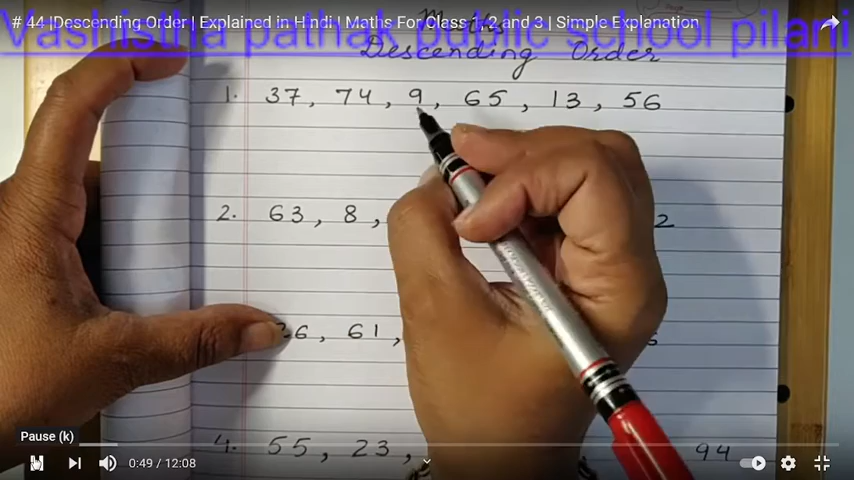 # 44 |Descending Order | Explained in Hindi | Maths For Class 1, 2 and 3 | Simple Explanation
Vashistha pathak public school pilani
Maths
Descending Order
1. 37, 74, 9, 65, 13, 56
2. 63, 8, 2
26, 61,
4. 55, 23, 94
Pause (k)
0:49 / 12:08